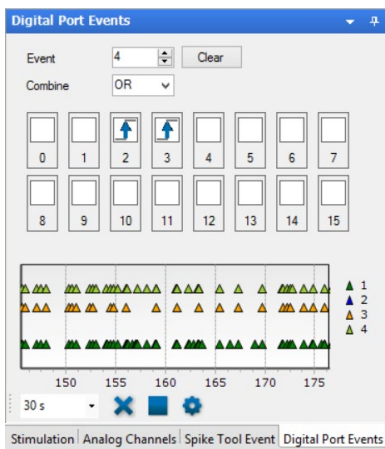 Digital Port Events
Event 4 Clear
Combine OR
0 1 2 3 4 5 6 7
8 9 10 11 12 13 14 15
1
2
3
4
150 155 160 165 170 175
30 s
Stimulation Analog Channels Spike Tool Event Digital Port Events